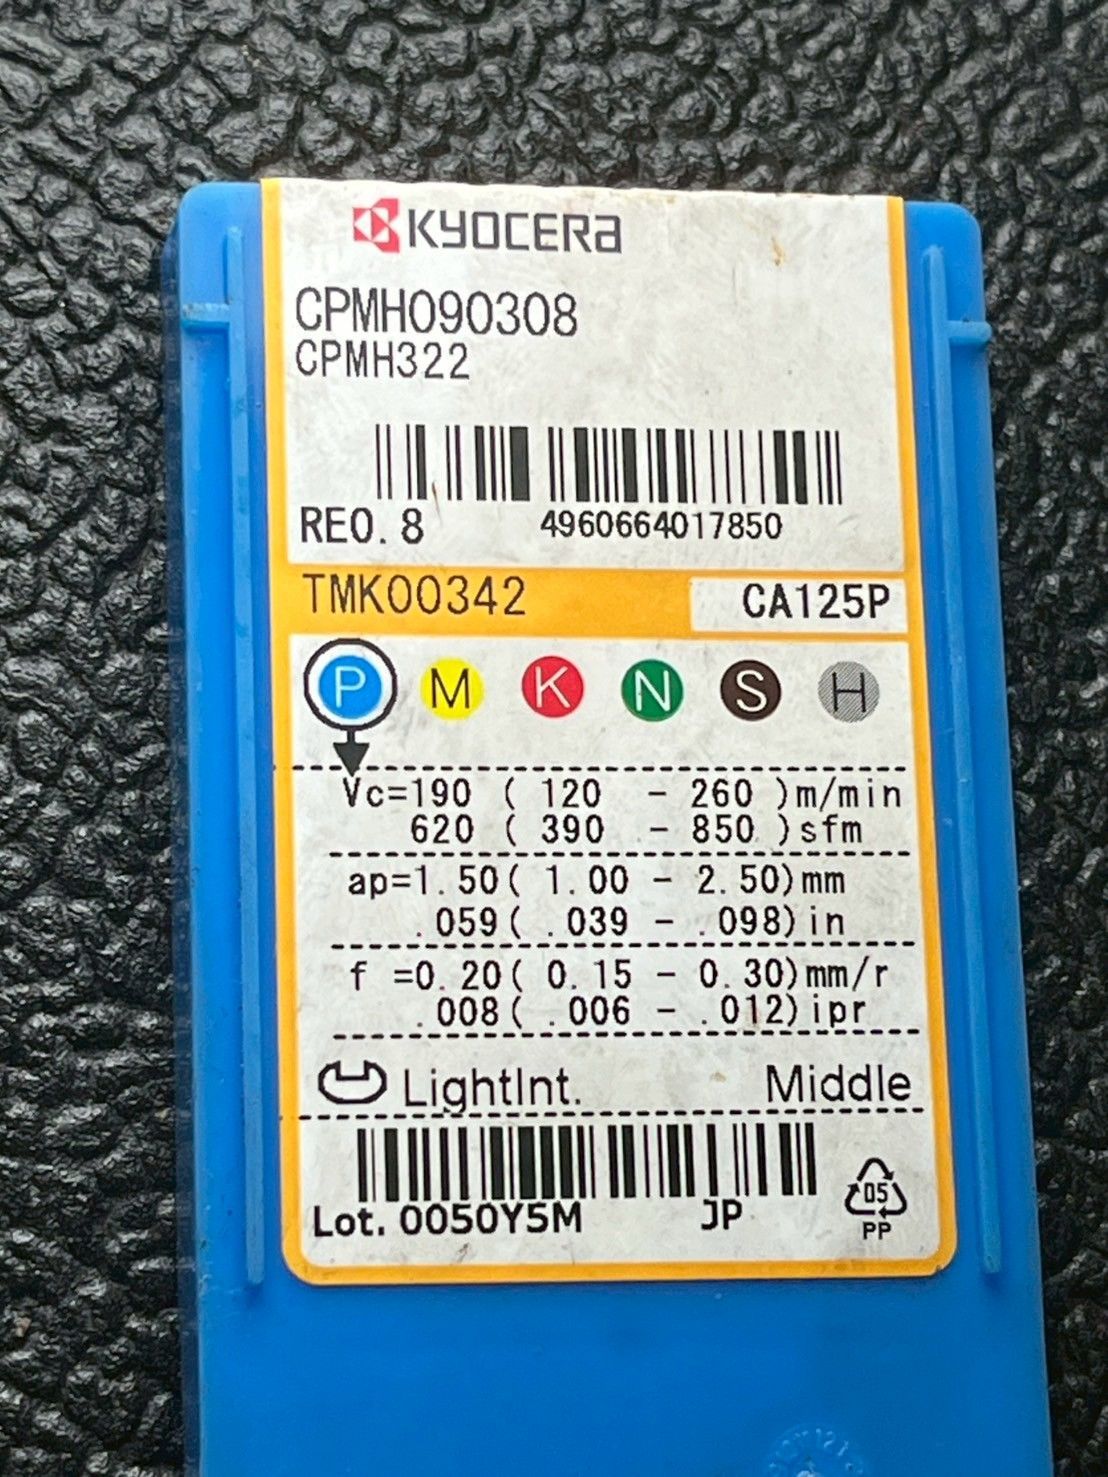 KYOCERA
CPMH090308
CPMH322
RE0.8 4960664017850
TMK00342 CA125P
P M K N S H
Vc=190 ( 120 - 260 )m/min
620 ( 390 - 850 )sfm
ap=1.50( 1.00 - 2.50)mm
.059( .039 - .098)in
f =0.20( 0.15 - 0.30)mm/r
.008( .006 - .012)ipr
LightInt. Middle
Lot. 0050Y5M JP
05
PP